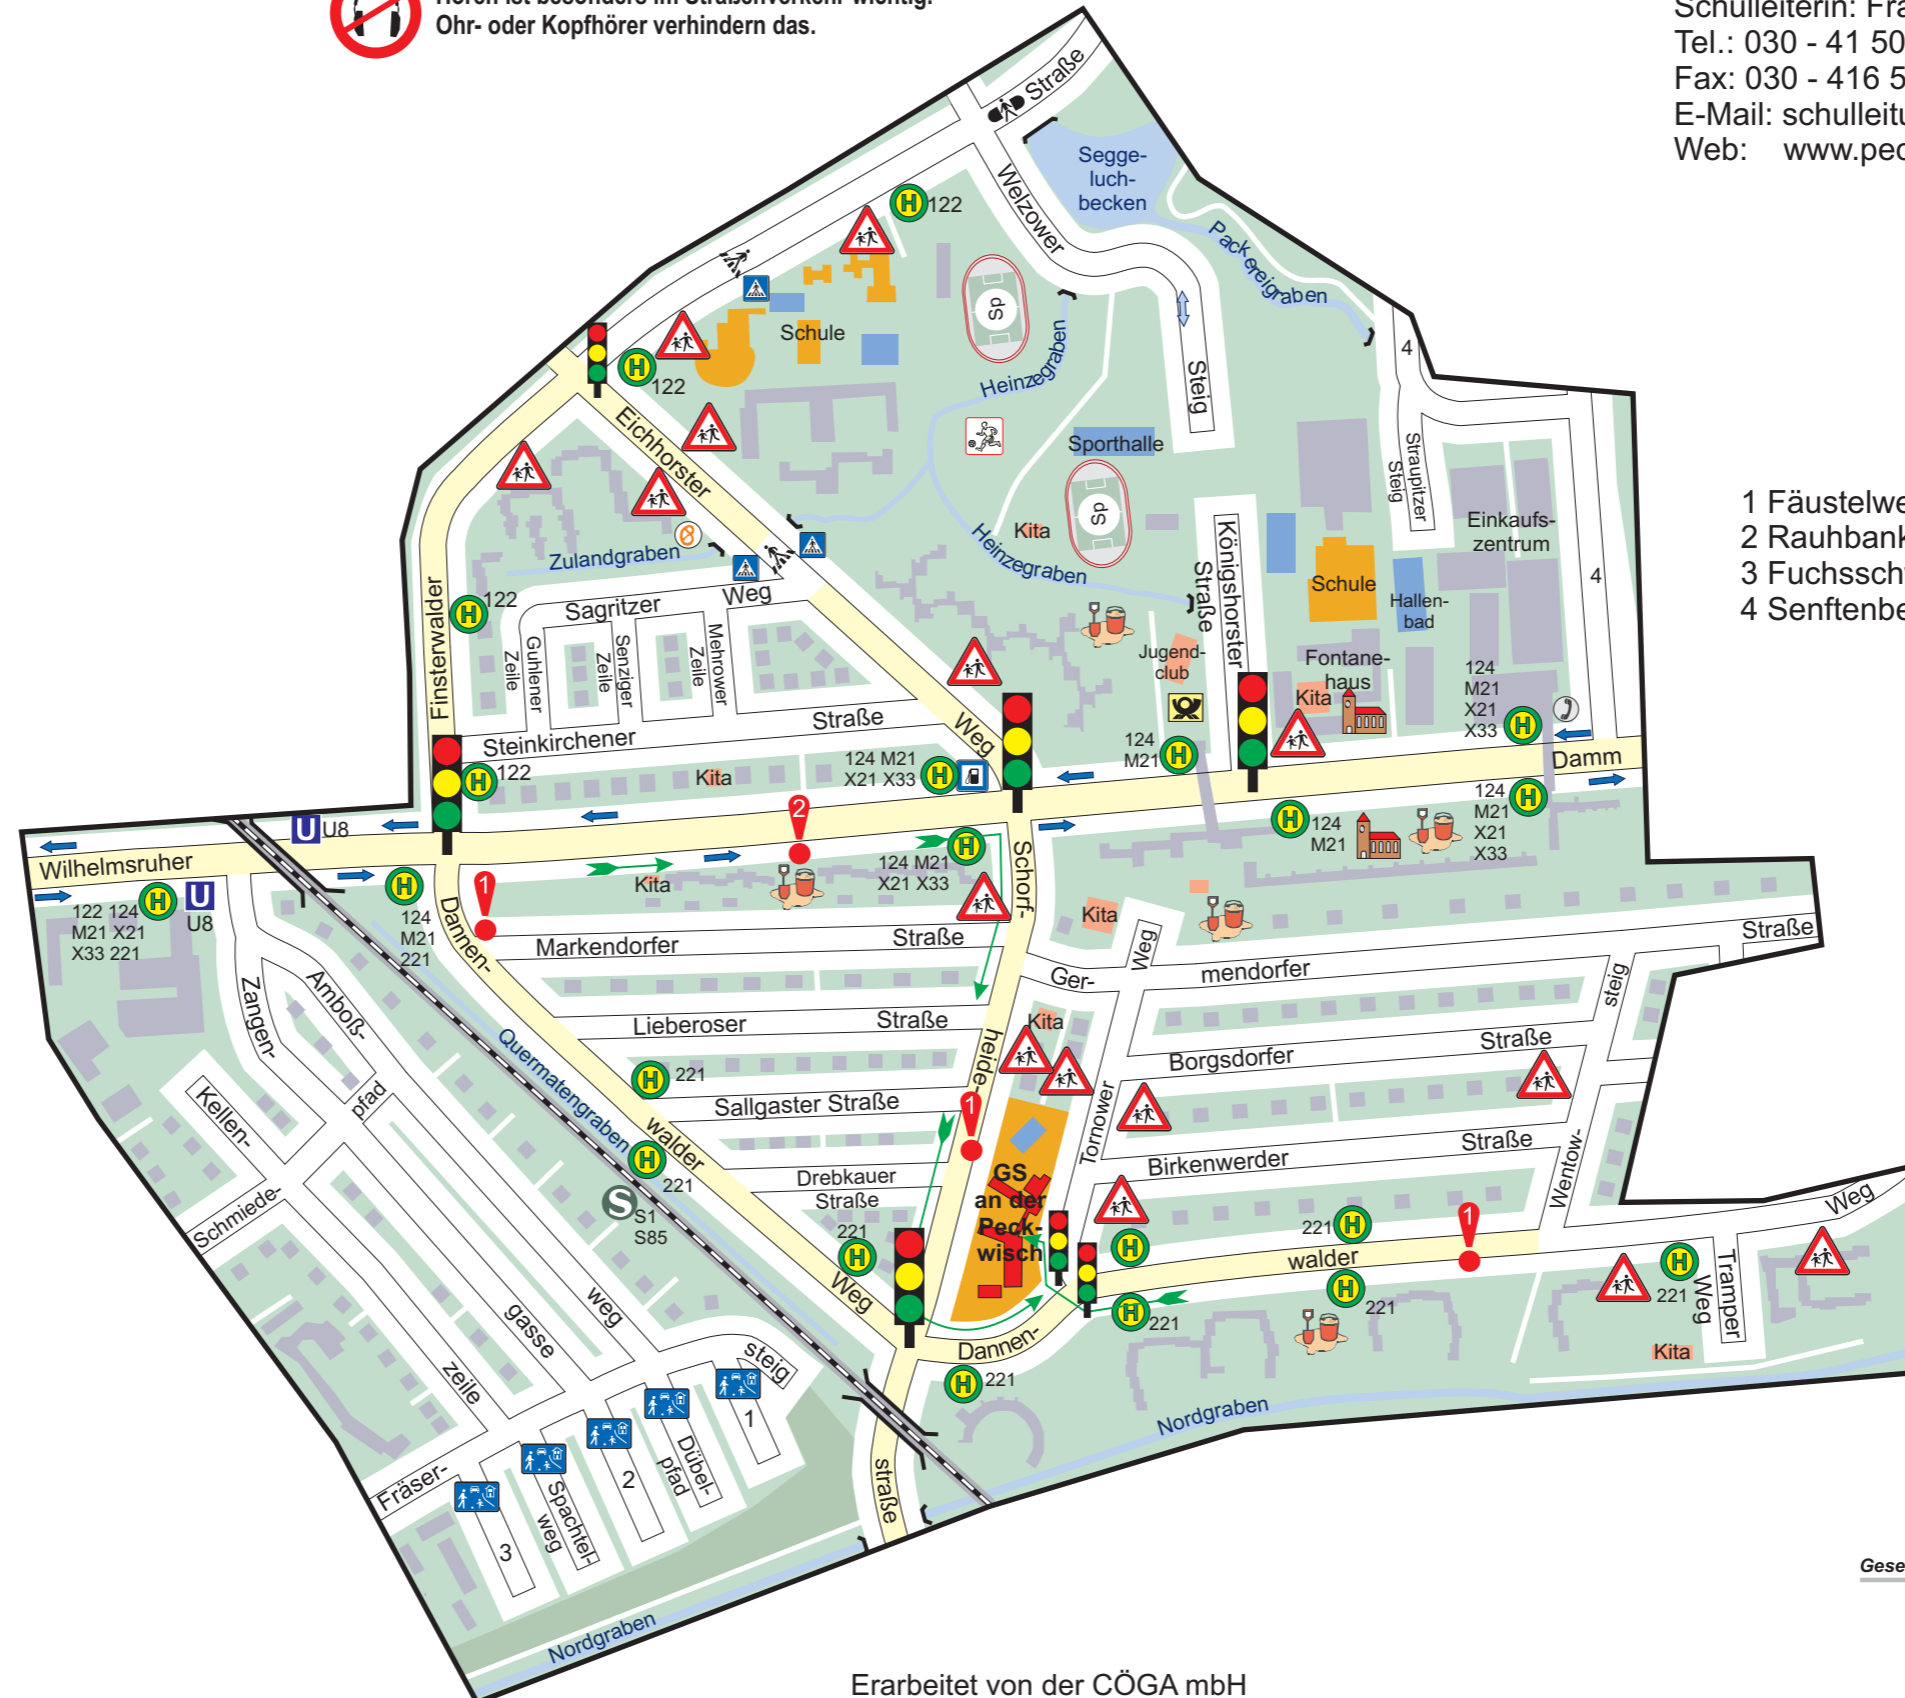 Ohr- oder Kopfhörer verhindern das.
Tel.: 030 - 41 50
Fax: 030 - 416 5
Web: www.pec
Straße
Segge-
luch-
becken
Welzower
Packereigraben
122
Schule
Sp
Heinzegraben
122
Steig
4
Eichhorster
Sporthalle
Straupitzer
Steig
Einkaufs-
zentrum
1 Fäustelwe
2 Rauhbank
3 Fuchssch
4 Senftenbe
Sp
Kita
Heinzegraben
Königshorster
Straße
Schule
Hallen-
bad
4
Zulandgraben
Finsterwalder
122
Sagritzer
Weg
Guhlener
Zeile
Senziger
Zeile
Mehrower
Zeile
Jugend-
club
Fontane-
haus
Kita
124
M21
X21
X33
Straße
Weg
Steinkirchener
122
Kita
124 M21
X21 X33
124
M21
Damm
U U8
2
124
M21
124
M21
X21
X33
Wilhelmsruher
Kita
124 M21
X21 X33
Schorf-
1
U
U8
122 124
M21 X21
X33 221
124
M21
221
Dannen-
Markendorfer
Straße
Kita
Weg
Straße
Ger-
mendorfer
steig
Zangen-
Amboß-
Lieberoser
Straße
heide-
Kita
Borgsdorfer
Straße
Quermatengraben
221
Kellen-
pfad
Sallgaster Straße
1
Tornower
walder
221
Drebkauer
Straße
Birkenwerder
Straße
Wentow-
GS
an der
Peck-
wisch
Schmiede-
S
S1
S85
221
221
1
Weg
walder
221
221
221
Weg
Tramper
Weg
weg
gasse
zeile
steig
Dannen-
221
Kita
Nordgraben
1
Dübel-
pfad
2
Spachtel-
weg
3
Fräser-
straße
Nordgraben
Gese
Erarbeitet von der CÖGA mbH